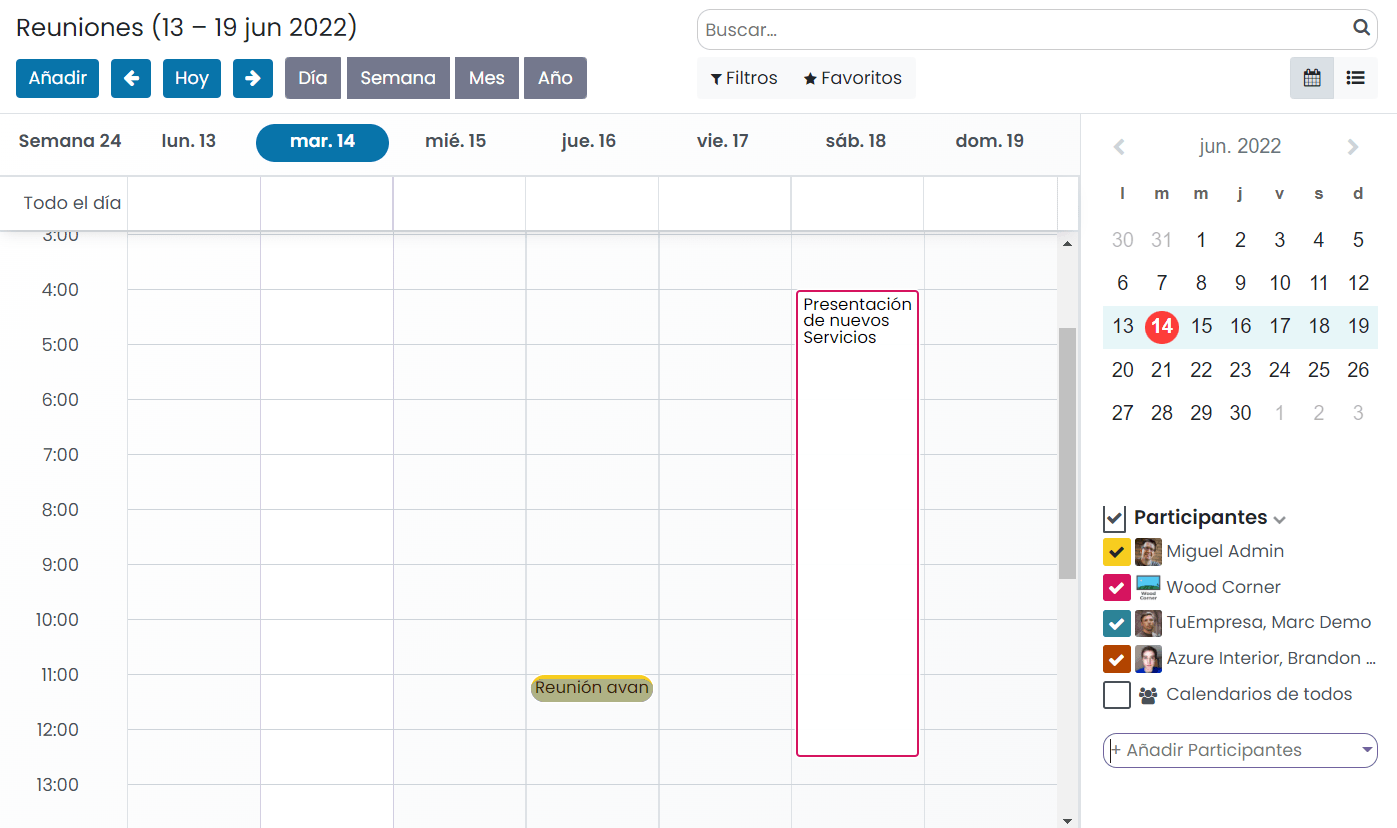 Reuniones (13 – 19 jun 2022)
Buscar...
Añadir
Hoy
Día
Semana
Mes
Año
Filtros
Favoritos
Semana 24 lun. 13 mar. 14 mié. 15 jue. 16 vie. 17 sáb. 18 dom. 19
Todo el día
3:00
4:00
5:00
6:00
7:00
8:00
9:00
10:00
11:00
12:00
13:00
Presentación
de nuevos
Servicios
Reunión avan
jun. 2022
l m m j v s d
30 31 1 2 3 4 5
6 7 8 9 10 11 12
13 14 15 16 17 18 19
20 21 22 23 24 25 26
27 28 29 30 1 2 3
Participantes
Miguel Admin
Wood Corner
TuEmpresa, Marc Demo
Azure Interior, Brandon ...
Calendarios de todos
+ Añadir Participantes